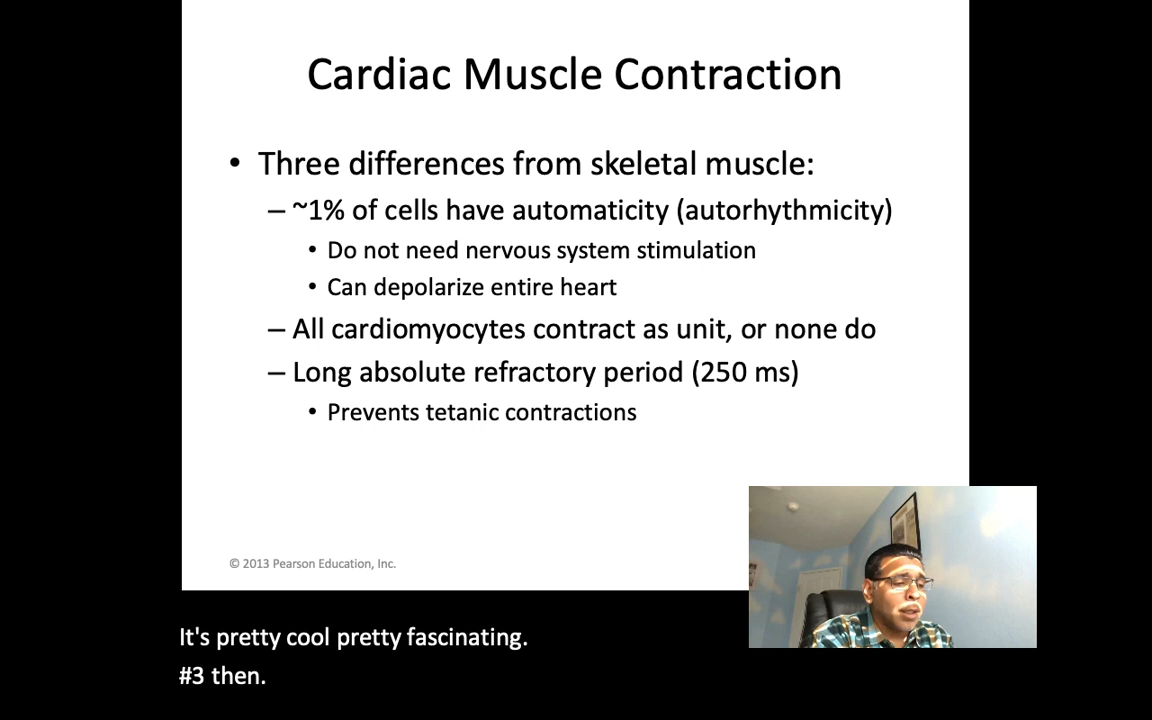 Cardiac Muscle Contraction
• Three differences from skeletal muscle:
– ~1% of cells have automaticity (autorhythmicity)
• Do not need nervous system stimulation
• Can depolarize entire heart
– All cardiomyocytes contract as unit, or none do
– Long absolute refractory period (250 ms)
• Prevents tetanic contractions
© 2013 Pearson Education, Inc.
It's pretty cool pretty fascinating.
#3 then.